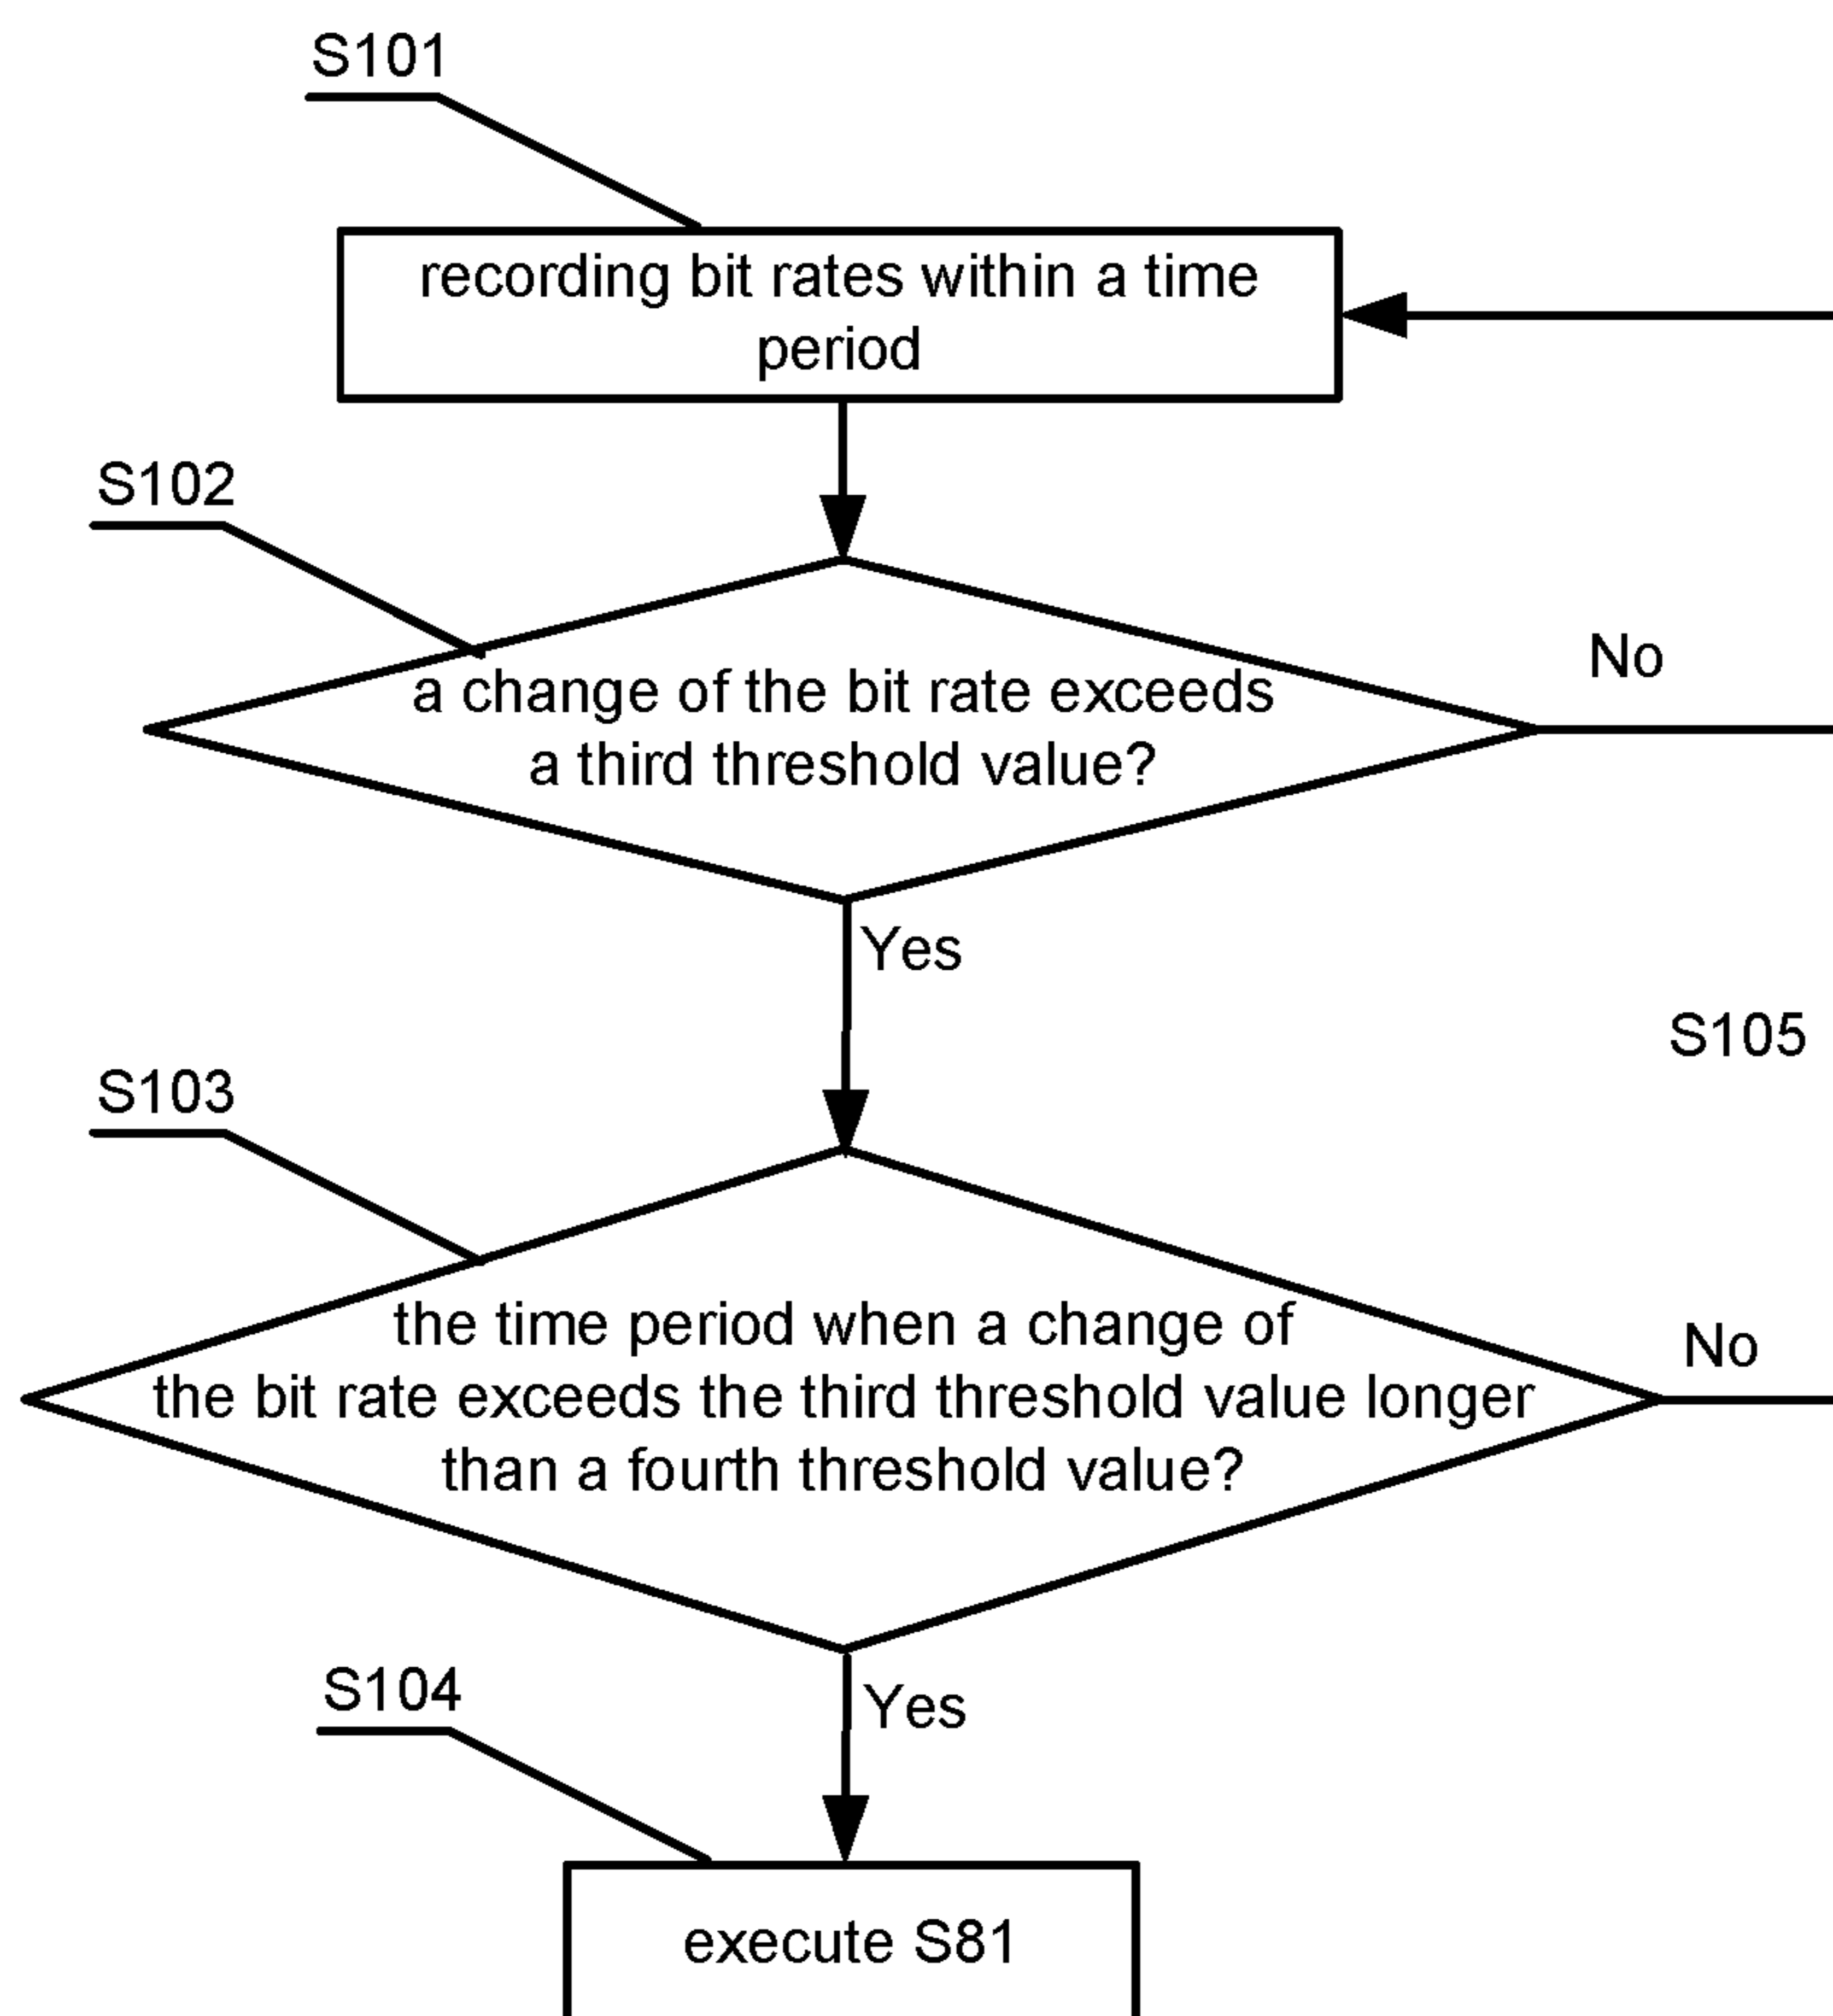 S101
recording bit rates within a time
period
S102
a change of the bit rate exceeds
a third threshold value?
No
Yes
S105
S103
the time period when a change of
the bit rate exceeds the third threshold value longer
than a fourth threshold value?
No
Yes
S104
execute S81